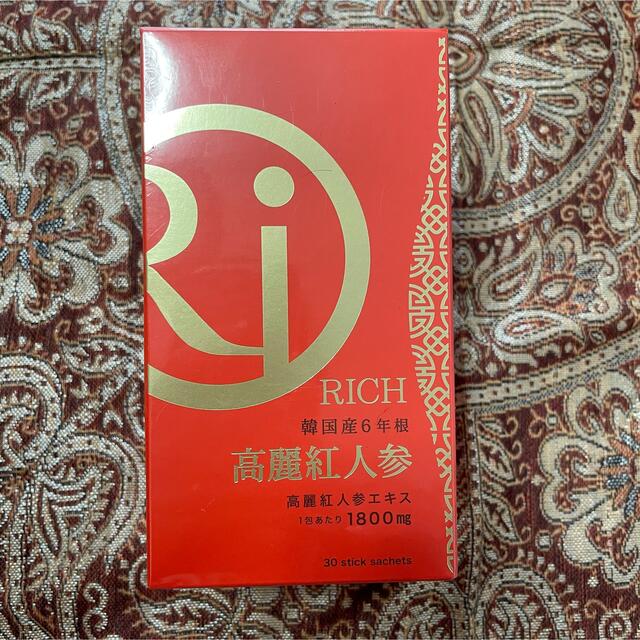 Ri
RICH
韓国産6年根
高麗紅人参
高麗紅人参エキス
1包あたり1800mg
30 stick sachets